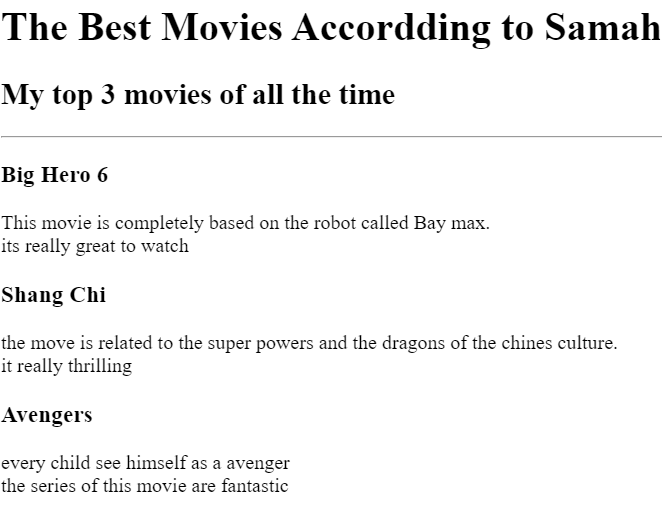 The Best Movies Accordding to Samah
My top 3 movies of all the time
Big Hero 6
This movie is completely based on the robot called Bay max.
its really great to watch
Shang Chi
the move is related to the super powers and the dragons of the chines culture.
it really thrilling
Avengers
every child see himself as a avenger
the series of this movie are fantastic